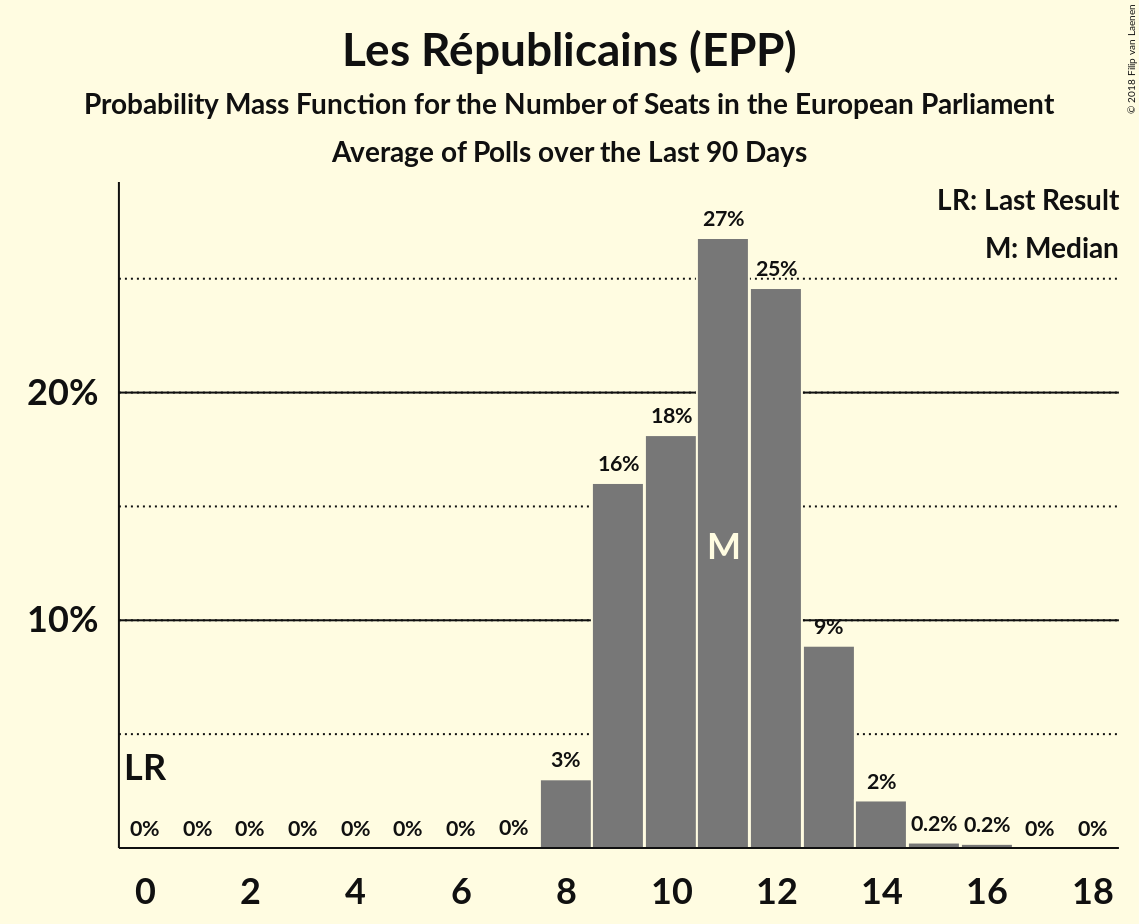 Les Républicains (EPP)
Probability Mass Function for the Number of Seats in the European Parliament
Average of Polls over the Last 90 Days
© 2018 Filip van Laenen
LR: Last Result
M: Median
27%
25%
20%
18%
16%
M
10%
9%
LR
3%
2%
0% 0% 0% 0% 0% 0% 0% 0% 0.2% 0.2% 0% 0%
0 2 4 6 8 10 12 14 16 18